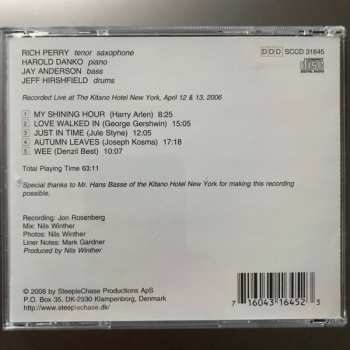 RICH PERRY tenor saxophone
HAROLD DANKO piano
JAY ANDERSON bass
JEFF HIRSHFIELD drums
DDD SCCD 31645
COMPACT
disc
DIGITAL AUDIO
Recorded Live at The Kitano Hotel New York, April 12 & 13, 2006
1 MY SHINING HOUR (Harry Arlen) 8:25
2 LOVE WALKED IN (George Gershwin) 15:05
3 JUST IN TIME (Jule Styne) 12:05
4 AUTUMN LEAVES (Joseph Kosma) 17:18
5 WEE (Denzil Best) 10:07
Total Playing Time 63:11
Special thanks to Mr. Hans Basse of the Kitano Hotel New York for making this recording
possible.
Recording: Jon Rosenberg
Mix: Nils Winther
Photos: Nils Winther
Liner Notes: Mark Gardner
Produced by Nils Winther
© 2008 by SteepleChase Productions ApS
P.O. Box 35, DK-2930 Klampenborg, Denmark
http://www.steeplechase.dk/
7 16043 16452 3